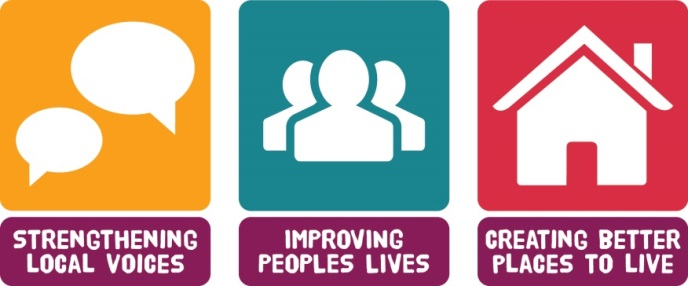 STRENGTHENING
LOCAL VOICES
IMPROVING
PEOPLES LIVES
CREATING BETTER
PLACES TO LIVE